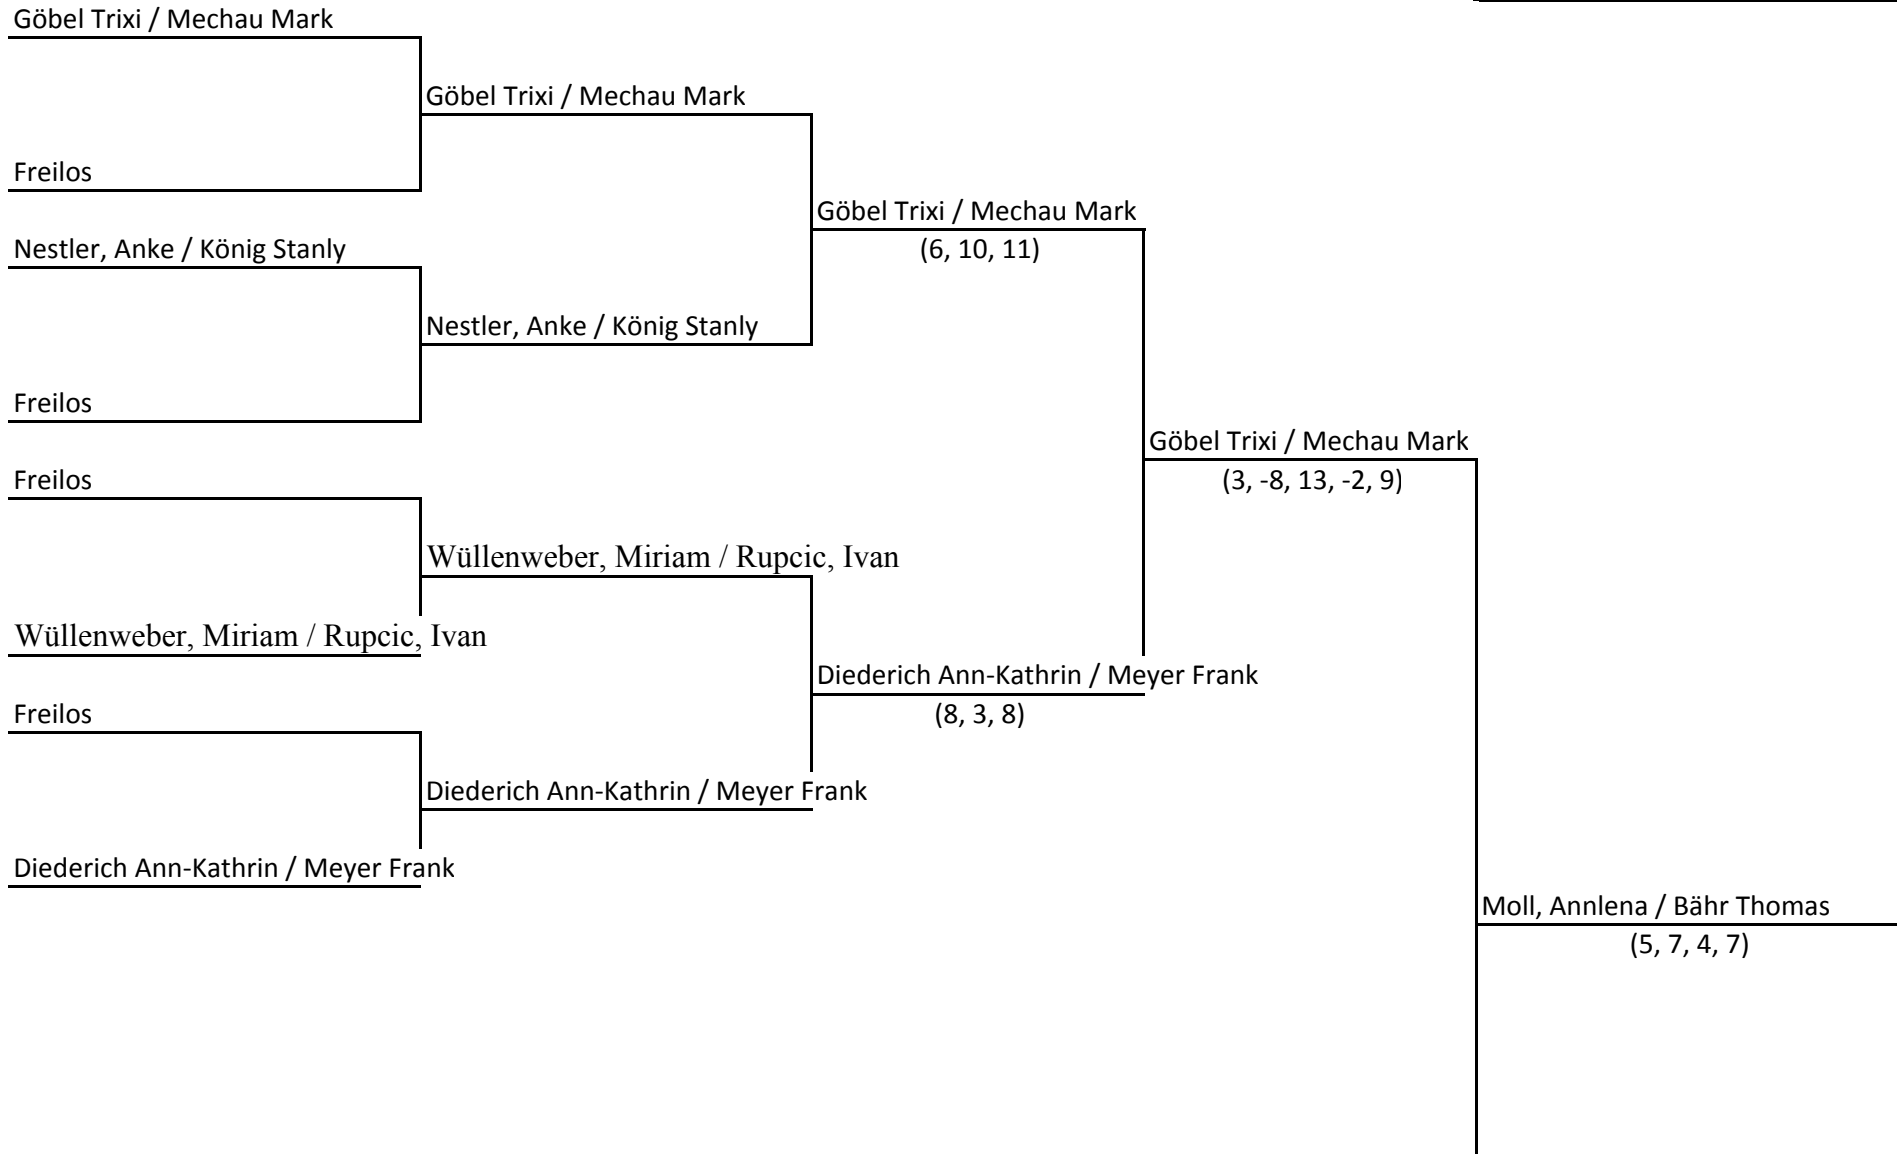 Göbel Trixi / Mechau Mark
Göbel Trixi / Mechau Mark
Freilos
Göbel Trixi / Mechau Mark
Nestler, Anke / König Stanly
(6, 10, 11)
Nestler, Anke / König Stanly
Freilos
Göbel Trixi / Mechau Mark
Freilos
(3, -8, 13, -2, 9)
Wüllenweber, Miriam / Rupcic, Ivan
Wüllenweber, Miriam / Rupcic, Ivan
Diederich Ann-Kathrin / Meyer Frank
Freilos
(8, 3, 8)
Diederich Ann-Kathrin / Meyer Frank
Diederich Ann-Kathrin / Meyer Frank
Moll, Annlena / Bähr Thomas
(5, 7, 4, 7)